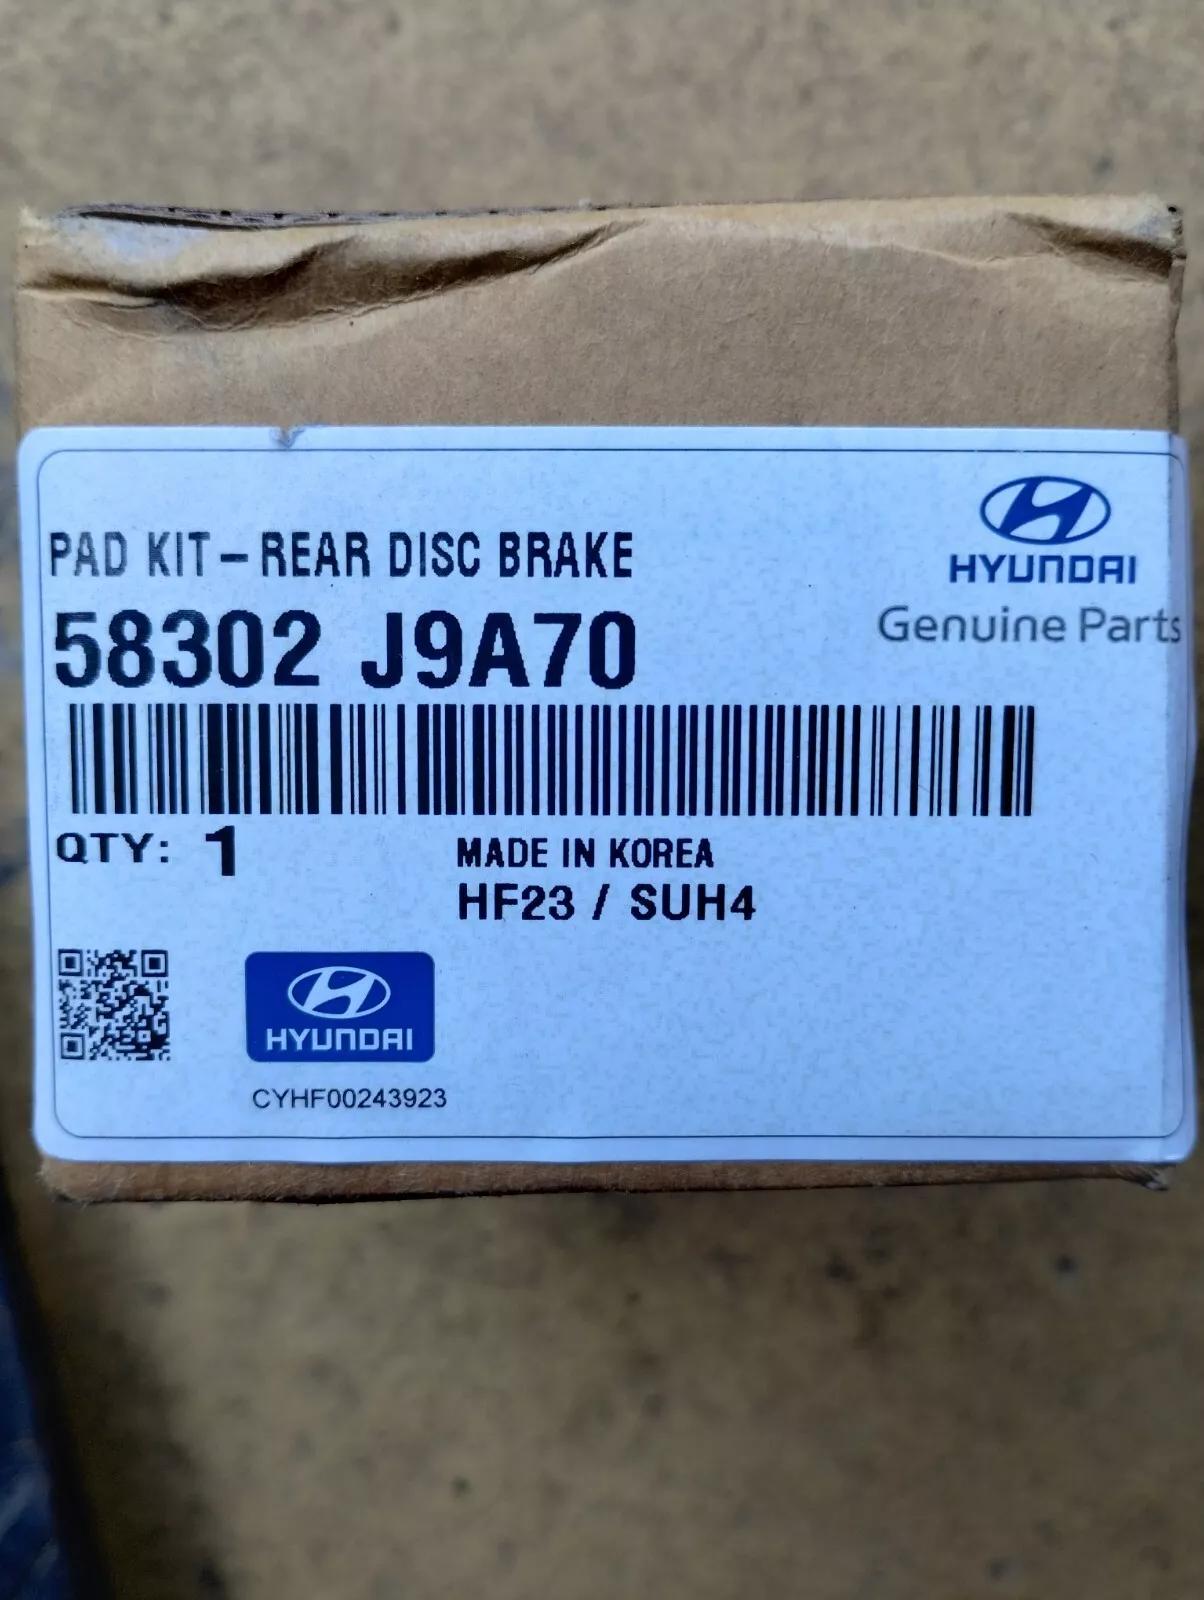 PAD KIT-REAR DISC BRAKE
HYUNDAI
58302 J9A70
Genuine Parts
QTY: 1
MADE IN KOREA
HF23 / SUH4
HYUNDAI
CYHF00243923